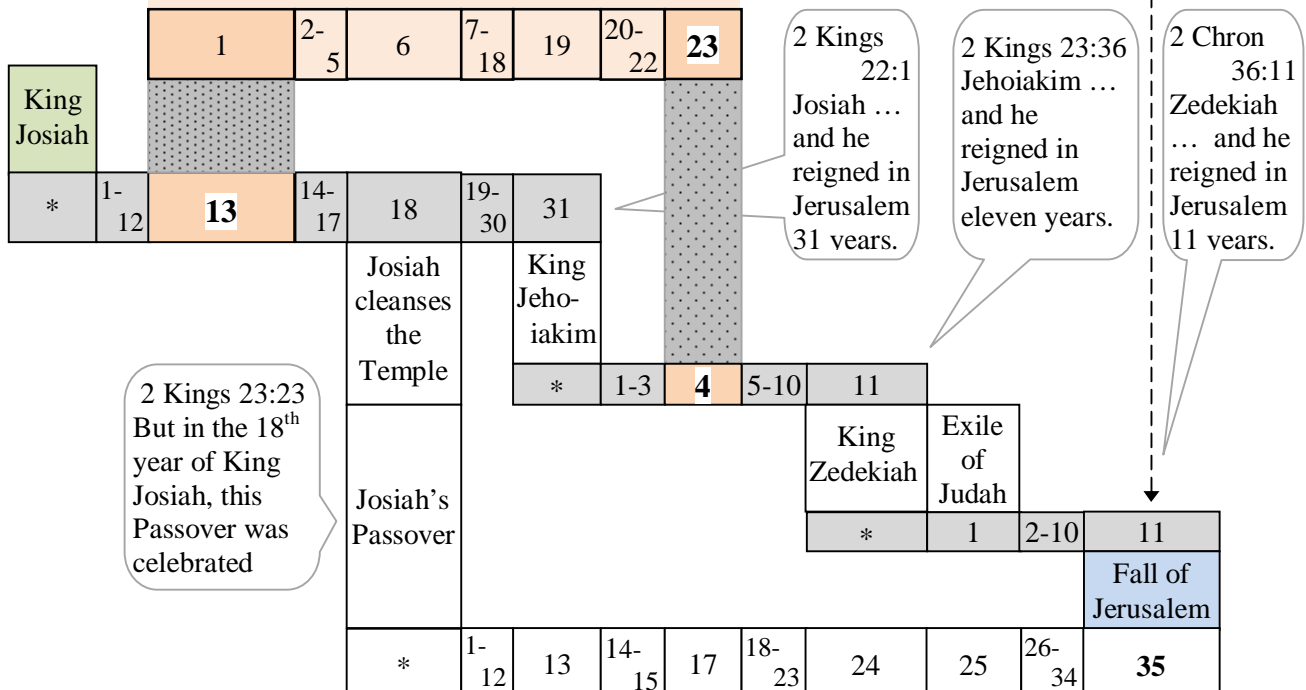 1
2-
5
6
7-
18
19
20-
22
23
2 Kings
22:1
Josiah …
and he
reigned in
Jerusalem
31 years.
2 Kings 23:36
Jehoiakim …
and he
reigned in
Jerusalem
eleven years.
2 Chron
36:11
Zedekiah
… and he
reigned in
Jerusalem
11 years.
King
Josiah
*
1-
12
13
14-
17
18
19-
30
31
Josiah
cleanses
the
Temple
King
Jeho-
iakim
*
1-3
4
5-10
11
2 Kings 23:23
But in the 18th
year of King
Josiah, this
Passover was
celebrated
Josiah’s
Passover
King
Zedekiah
Exile
of
Judah
*
1
2-10
11
Fall of
Jerusalem
*
1-
12
13
14-
15
17
18-
23
24
25
26-
34
35